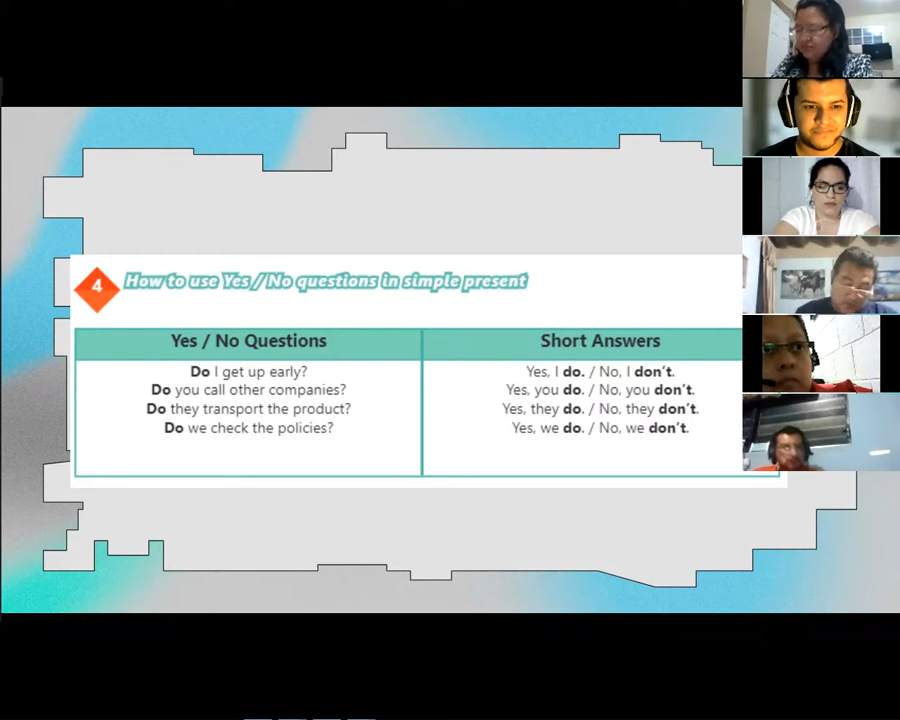 4
How to use Yes / No questions in simple present
Yes / No Questions
Short Answers
Do I get up early?
Yes, I do. / No, I don't.
Do you call other companies?
Yes, you do. / No, you don't.
Do they transport the product?
Yes, they do. / No, they don't.
Do we check the policies?
Yes, we do. / No, we don't.